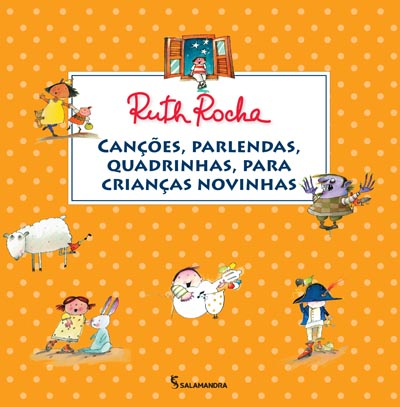 Ruth Rocha
CANÇÕES, PARLENDAS,
QUADRINHAS, PARA
CRIANÇAS NOVINHAS
SALAMANDRA